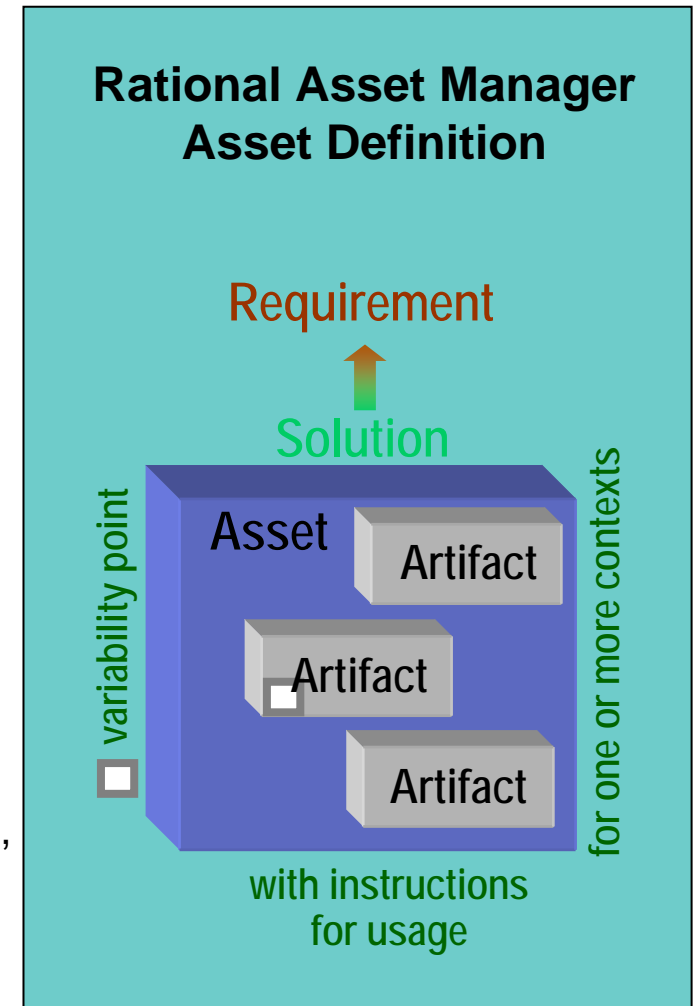 Rational Asset Manager
Asset Definition
Requirement
Solution
variability point
Asset
Artifact
Artifact
Artifact
for one or more contexts
,
with instructions
for usage